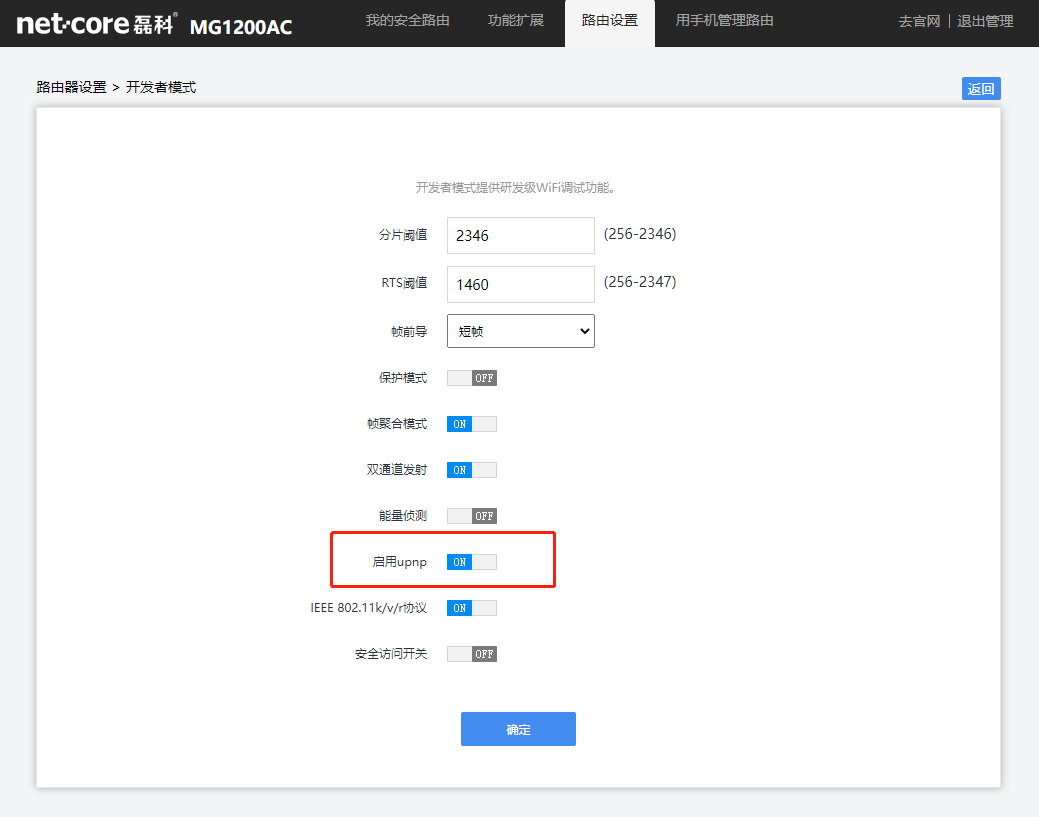 net·core磊科® MG1200AC
我的安全路由 功能扩展 路由设置 用手机管理路由 去官网 | 退出管理
路由器设置 > 开发者模式 返回
开发者模式提供研发级WiFi调试功能。
分片阈值 2346 (256-2346)
RTS阈值 1460 (256-2347)
帧前导 短帧
保护模式 OFF
帧聚合模式 ON
双通道发射 ON
能量侦测 OFF
启用upnp ON
IEEE 802.11k/v/r协议 ON
安全访问开关 OFF
确定